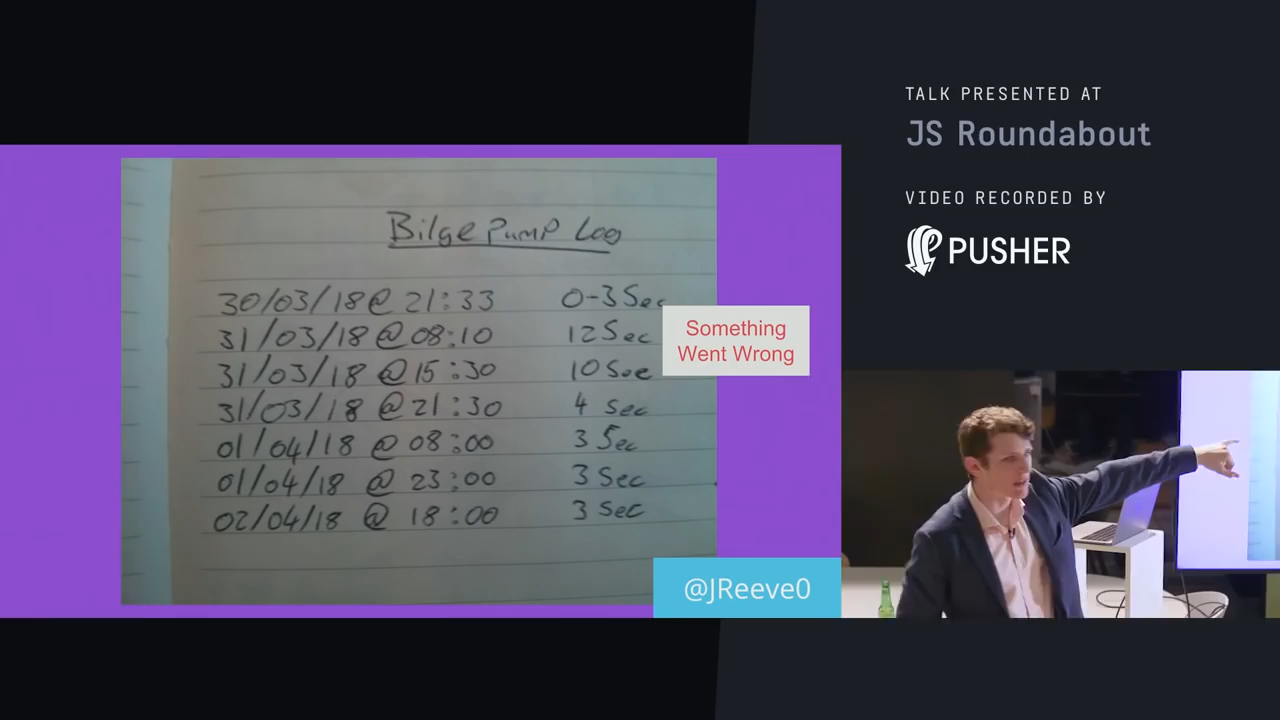 TALK PRESENTED AT
JS Roundabout
VIDEO RECORDED BY
PUSHER
Bilge Pump Log
30/03/18 @ 21:33 0-3 Sec
31/03/18 @ 08:10 12 Sec
31/03/18 @ 15:30 10 Sec
31/03/18 @ 21:30 4 Sec
01/04/18 @ 08:00 3 Sec
01/04/18 @ 23:00 3 Sec
02/04/18 @ 18:00 3 Sec
Something
Went Wrong
@JReeve0